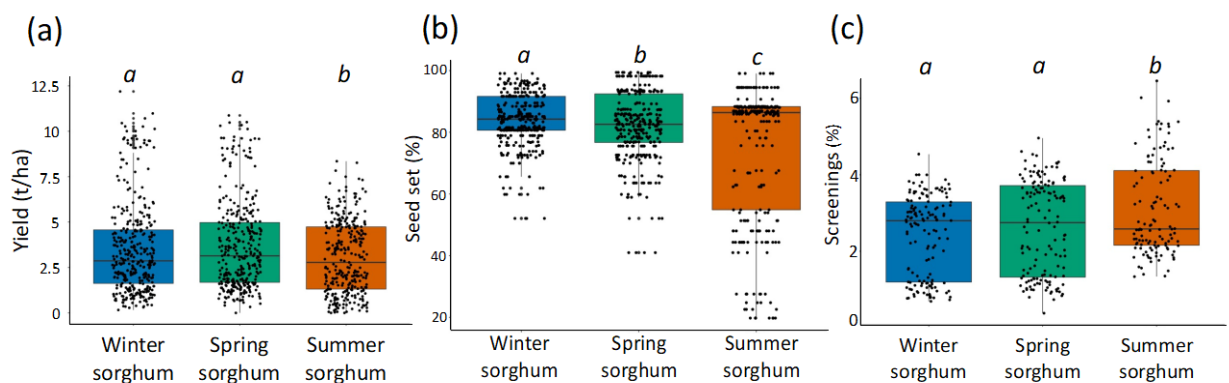 (a)
Yield (t/ha)
12.5
10
7.5
5
2.5
0
a
a
b
Winter sorghum
Spring sorghum
Summer sorghum
(b)
Seed set (%)
100
80
60
40
20
a
b
c
Winter sorghum
Spring sorghum
Summer sorghum
(c)
Screenings (%)
6
4
2
0
a
a
b
Winter sorghum
Spring sorghum
Summer sorghum